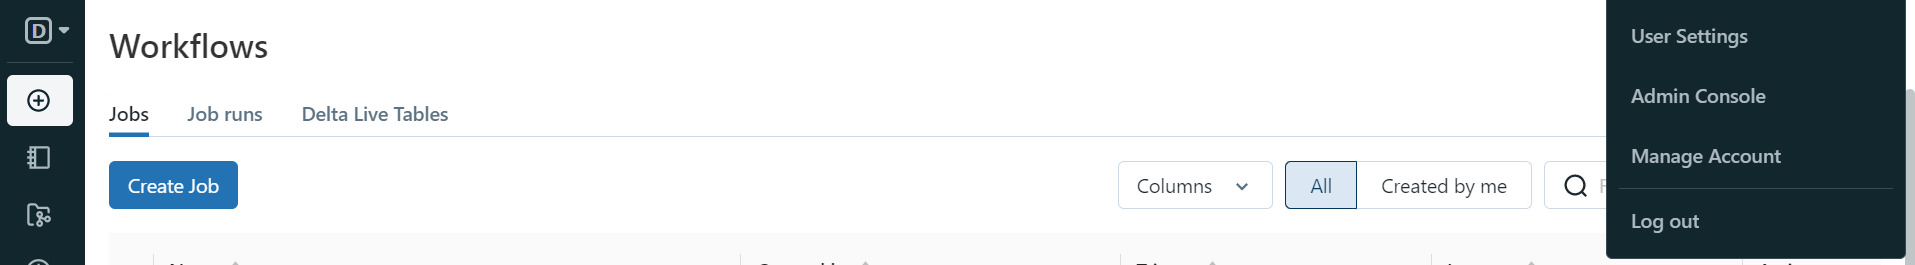 D
Workflows
Jobs Job runs Delta Live Tables
Create Job
Columns
All
Created by me
User Settings
Admin Console
Manage Account
Log out